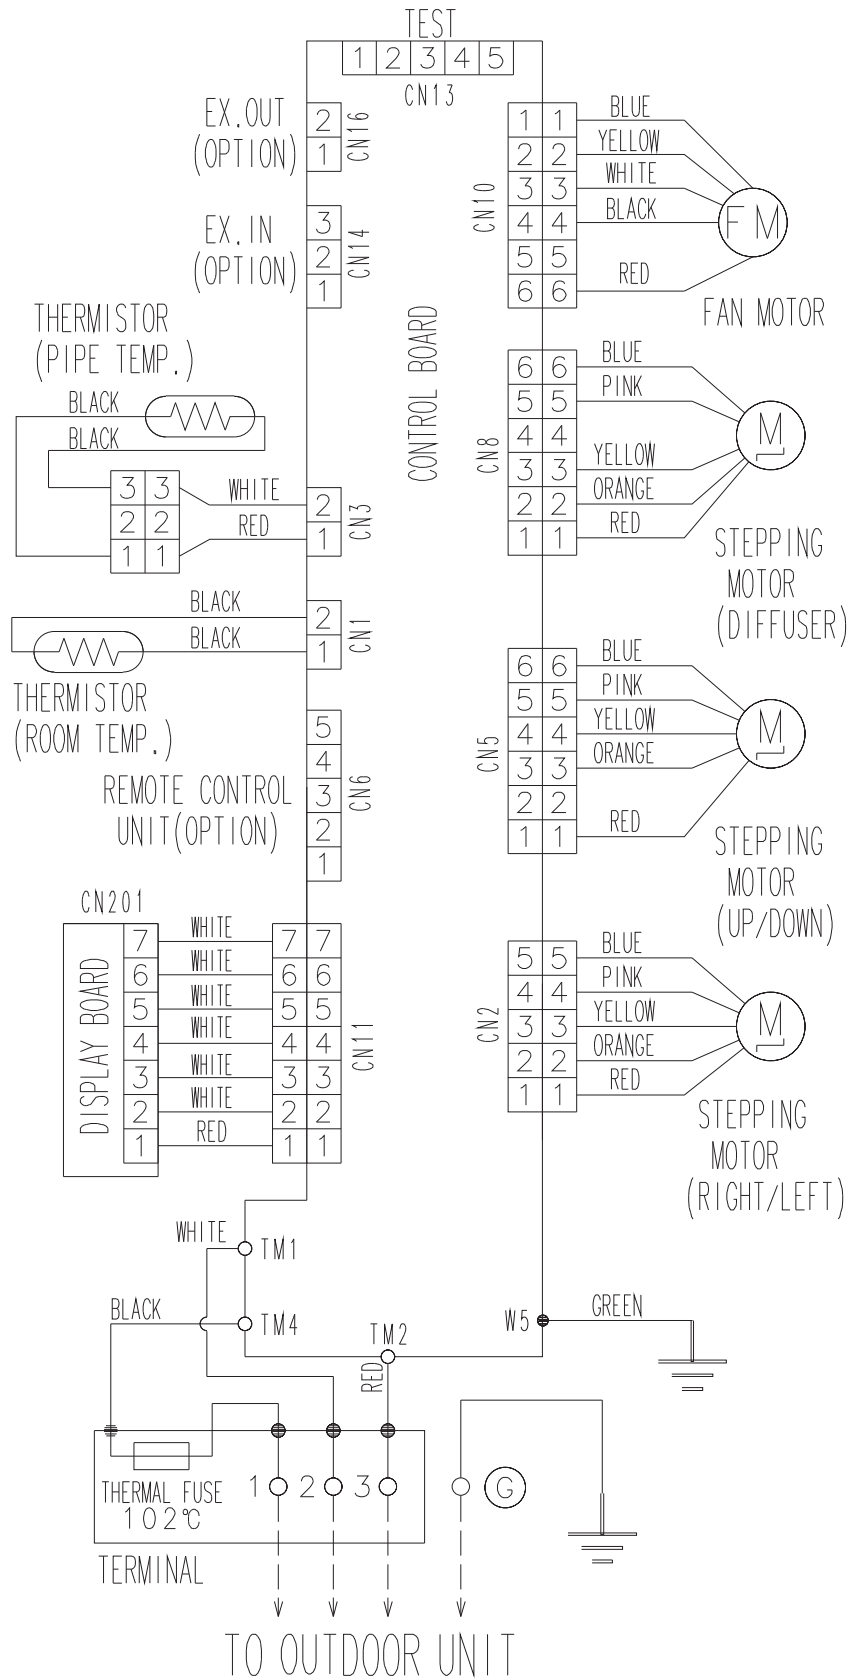 TEST
1 2 3 4 5
CN13
EX.OUT
(OPTION)
2
1
CN16
EX.IN
(OPTION)
3
2
1
CN14
THERMISTOR
(PIPE TEMP.)
BLACK
BLACK
3 3
2 2
1 1
WHITE
RED
2
1
CN3
BLACK
BLACK
2
1
CN1
THERMISTOR
(ROOM TEMP.)
REMOTE CONTROL
UNIT(OPTION)
5
4
3
2
1
CN6
CN201
DISPLAY BOARD
7 WHITE 7 7
6 WHITE 6 6
5 WHITE 5 5
4 WHITE 4 4
3 WHITE 3 3
2 WHITE 2 2
1 RED 1 1
CN11
CONTROL BOARD
CN10
1 1 BLUE
2 2 YELLOW
3 3 WHITE
4 4 BLACK
5 5
6 6 RED
FM
FAN MOTOR
CN8
6 6 BLUE
5 5 PINK
4 4
3 3 YELLOW
2 2 ORANGE
1 1 RED
M
STEPPING
MOTOR
(DIFFUSER)
CN5
6 6 BLUE
5 5 PINK
4 4 YELLOW
3 3 ORANGE
2 2
1 1 RED
M
STEPPING
MOTOR
(UP/DOWN)
CN2
5 5 BLUE
4 4 PINK
3 3 YELLOW
2 2 ORANGE
1 1 RED
M
STEPPING
MOTOR
(RIGHT/LEFT)
WHITE TM1
BLACK TM4
TM2
RED
W5 GREEN
THERMAL FUSE
102℃
1 2 3 G
TERMINAL
TO OUTDOOR UNIT